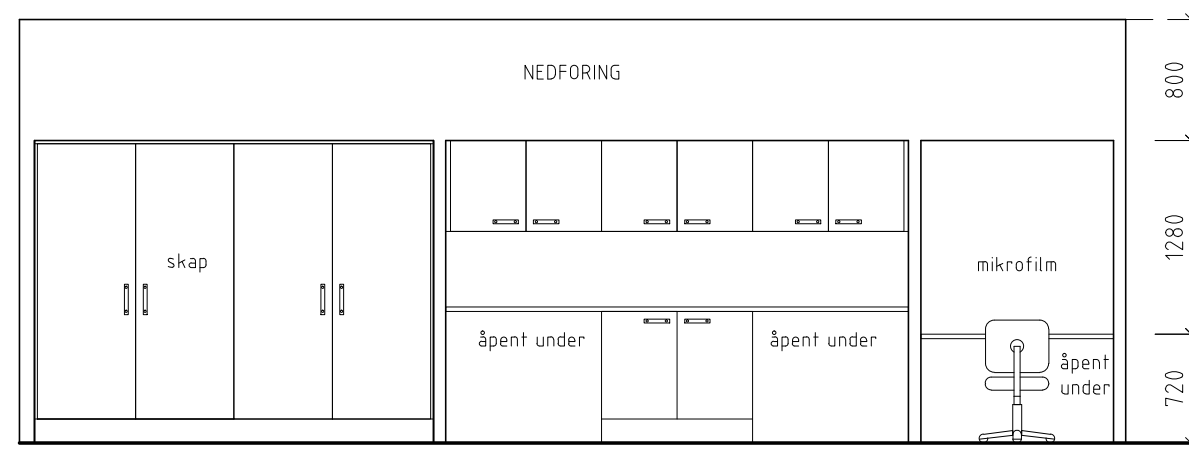 NEDFORING
800
1280
skap
mikrofilm
åpent under
åpent under
åpent
under
720